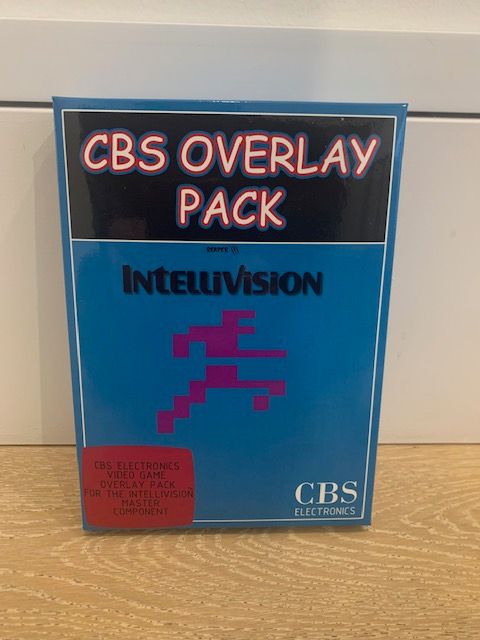 CBS OVERLAY
PACK
INTELLIVISION
CBS ELECTRONICS
VIDEO GAME
OVERLAY PACK
FOR THE INTELLIVISION
MASTER
COMPONENT
CBS
ELECTRONICS